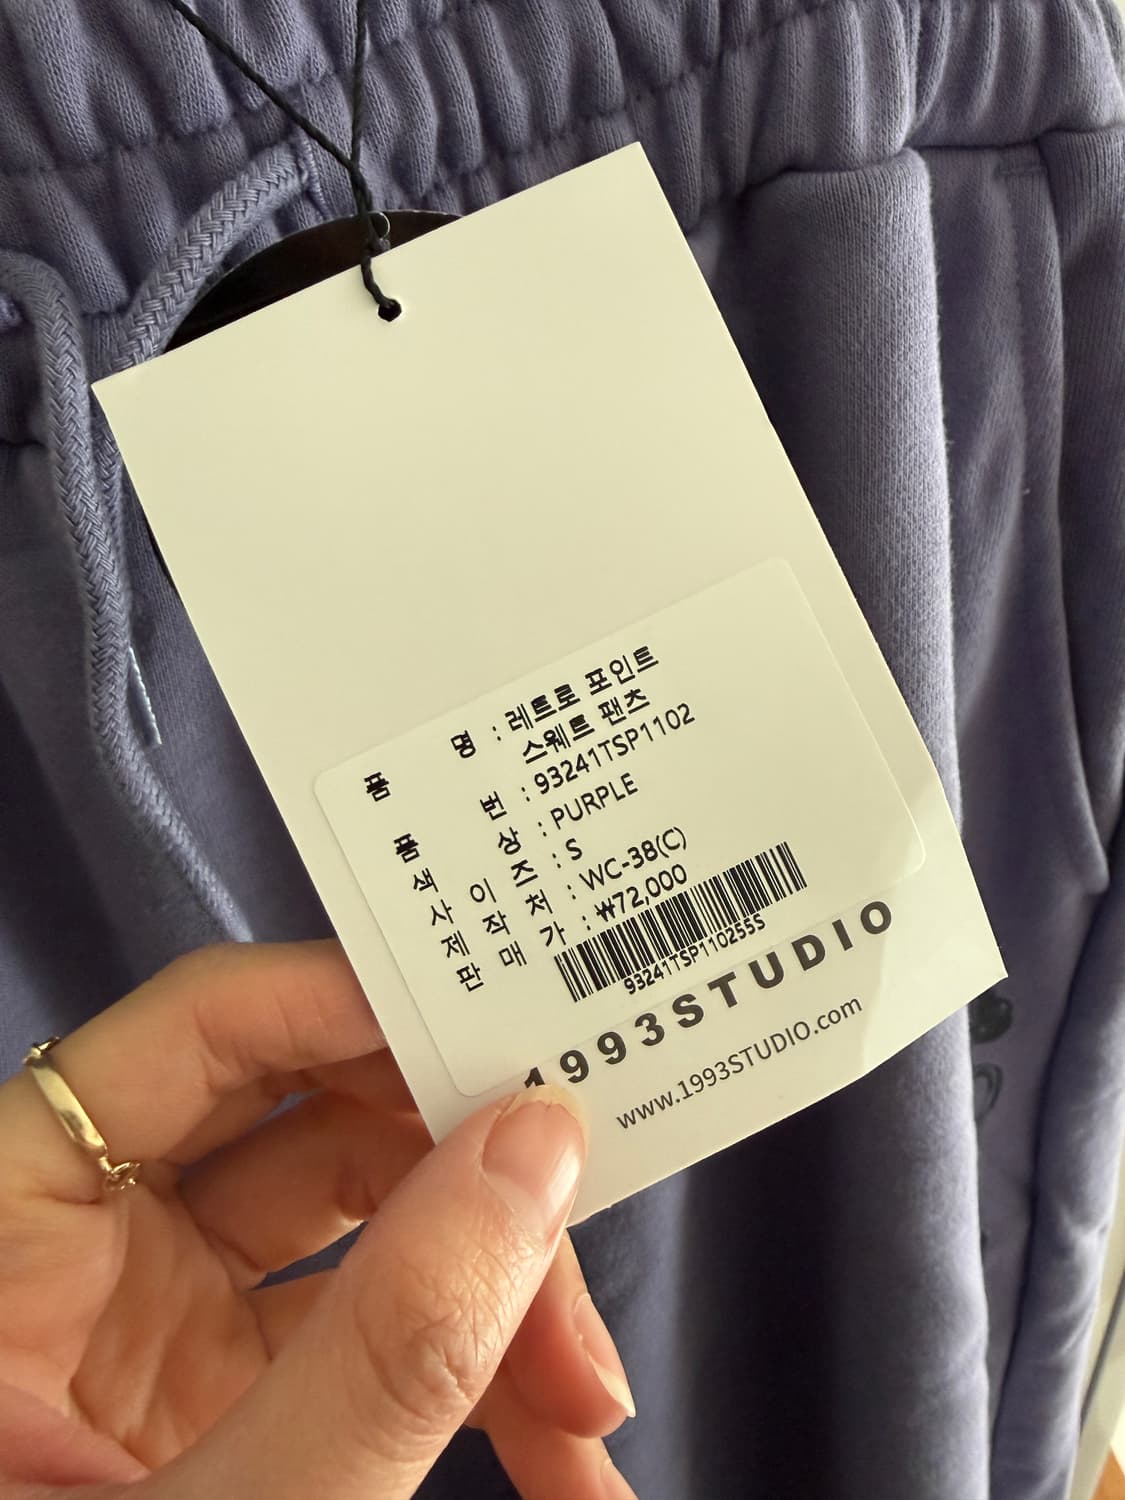 품 명 : 레트로 포인트
스웨트 팬츠
품 번 : 93241TSP1102
색 상 : PURPLE
사 이 즈 : S
제 작 처 : WC-38(C)
판 매 가 : ₩72,000
93241TSP110255S
1993STUDIO
www.1993STUDIO.com